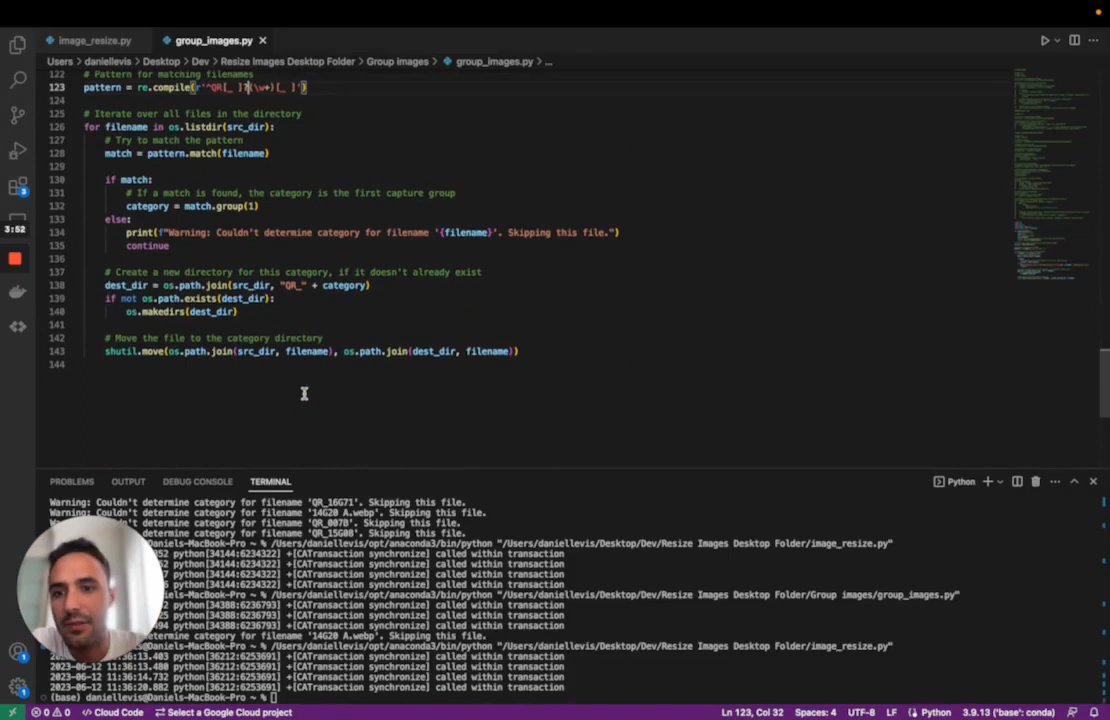 image_resize.py
group_images.py
Users > daniellevis > Desktop > Dev > Resize Images Desktop Folder > Group images > group_images.py > ...
122 # Pattern for matching filenames
123 pattern = re.compile(r'^QR[_ ]?(\w+)[_ ]')
124
125 # Iterate over all files in the directory
126 for filename in os.listdir(src_dir):
127 # Try to match the pattern
128 match = pattern.match(filename)
129
130 if match:
131 # If a match is found, the category is the first capture group
132 category = match.group(1)
133 else:
134 print(f"Warning: Couldn't determine category for filename '{filename}'. Skipping this file.")
135 continue
136
137 # Create a new directory for this category, if it doesn't already exist
138 dest_dir = os.path.join(src_dir, "QR_" + category)
139 if not os.path.exists(dest_dir):
140 os.makedirs(dest_dir)
141
142 # Move the file to the category directory
143 shutil.move(os.path.join(src_dir, filename), os.path.join(dest_dir, filename))
144
3
3:52
PROBLEMS OUTPUT DEBUG CONSOLE TERMINAL
Python
Warning: Couldn't determine category for filename 'QR_16G71'. Skipping this file.
Warning: Couldn't determine category for filename '14G20 A.webp'. Skipping this file.
Warning: Couldn't determine category for filename 'QR_007B'. Skipping this file.
Warning: Couldn't determine category for filename 'QR_15G08'. Skipping this file.
daniellevis@Daniels-MacBook-Pro ~ % /Users/daniellevis/opt/anaconda3/bin/python "/Users/daniellevis/Desktop/Dev/Resize Images Desktop Folder/image_resize.py"
python[34144:6234322] +[CATransaction synchronize] called within transaction
python[34144:6234322] +[CATransaction synchronize] called within transaction
python[34144:6234322] +[CATransaction synchronize] called within transaction
python[34144:6234322] +[CATransaction synchronize] called within transaction
daniellevis@Daniels-MacBook-Pro ~ % /Users/daniellevis/opt/anaconda3/bin/python "/Users/daniellevis/Desktop/Dev/Resize Images Desktop Folder/Group images/group_images.py"
python[34388:6236793] +[CATransaction synchronize] called within transaction
python[34388:6236793] +[CATransaction synchronize] called within transaction
python[34388:6236793] +[CATransaction synchronize] called within transaction
determine category for filename '14G20 A.webp'. Skipping this file.
daniellevis@Daniels-MacBook-Pro ~ % /Users/daniellevis/opt/anaconda3/bin/python "/Users/daniellevis/Desktop/Dev/Resize Images Desktop Folder/image_resize.py"
11:36:13.403 python[36212:6253691] +[CATransaction synchronize] called within transaction
2023-06-12 11:36:13.480 python[36212:6253691] +[CATransaction synchronize] called within transaction
2023-06-12 11:36:14.732 python[36212:6253691] +[CATransaction synchronize] called within transaction
2023-06-12 11:36:20.882 python[36212:6253691] +[CATransaction synchronize] called within transaction
(base) daniellevis@Daniels-MacBook-Pro ~ %
1
1
0 0 Cloud Code Select a Google Cloud project Ln 123, Col 32 Spaces: 4 UTF-8 LF Python 3.9.13 ('base': conda)